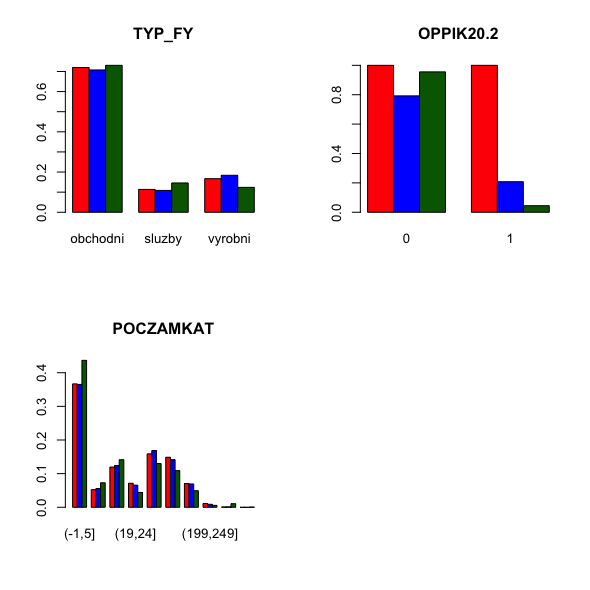 TYP_FY
0.0 0.2 0.4 0.6
obchodni sluzby vyrobni
OPPIK20.2
0.0 0.4 0.8
0 1
POCZAMKAT
0.0 0.1 0.2 0.3 0.4
(-1,5] (19,24] (199,249]